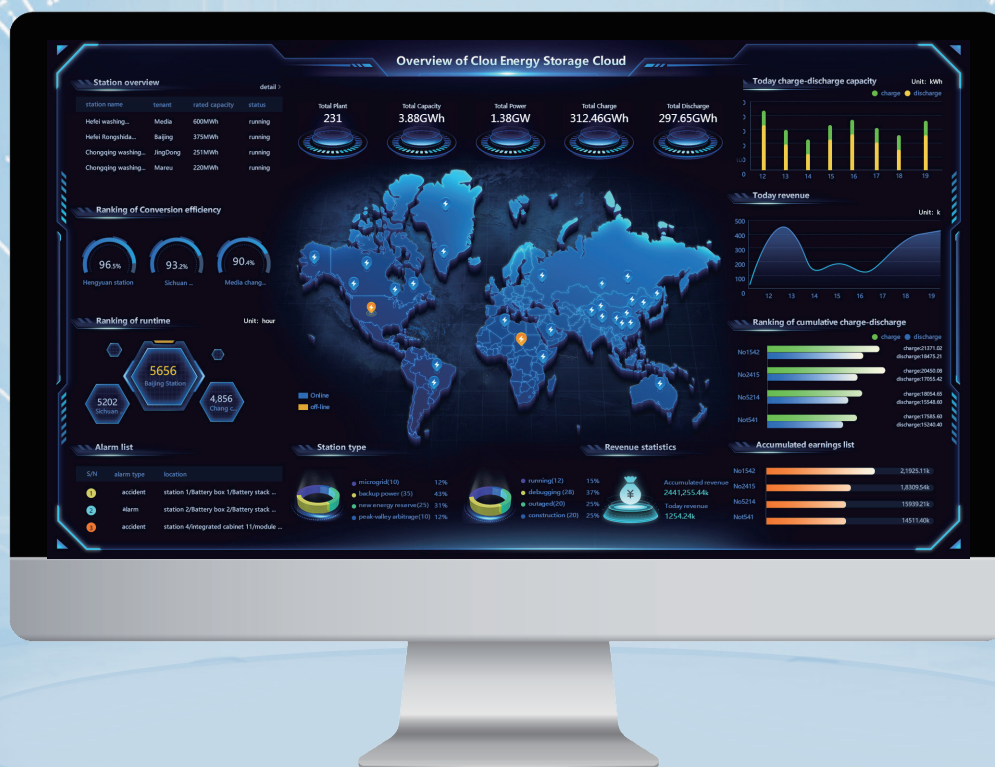 Overview of Clou Energy Storage Cloud
Station overview
detail
station name tenant rated capacity status
Hefei washing... Media 600MWh running
Hefei Rongshida... Baijing 375MWh running
Chongqing washing... JingDong 251MWh running
Chongqing washing... Mareu 220MWh running
Ranking of Conversion efficiency
96.5% 93.2% 90.4%
Hengyuan station Sichuan ... Media chang...
Ranking of runtime Unit: hour
5656
Baijing Station
5202
Sichuan ...
4,856
Chang c...
Alarm list
S/N alarm type location
1 accident station 1/Battery box 1/Battery stack ...
2 Alarm station 2/Battery box 2/Battery stack ...
3 accident station 4/integrated cabinet 11/module ...
Total Plant Total Capacity Total Power Total Charge Total Discharge
231 3.88GWh 1.38GW 312.46GWh 297.65GWh
Online
off-line
Station type
microgrid(10) 12%
backup power (35) 43%
new energy reserve(25) 31%
peak-valley arbitrage(10) 12%
running(12) 15%
debugging (28) 37%
outaged(20) 25%
construction (20) 25%
Revenue statistics
¥
Accumulated revenue
2441,255.44k
Today revenue
1254.24k
Today charge-discharge capacity Unit: kWh
charge discharge
0
12 13 14 15 16 17 18 19
Today revenue
Unit: k
500
400
300
200
100
0
12 13 14 15 16 17 18 19
Ranking of cumulative charge-discharge
charge discharge
No1542 charge:21371.02
discharge:18475.21
No2415 charge:20450.08
discharge:17055.42
No5214 charge:18054.65
discharge:15548.60
Not541 charge:17585.60
discharge:15240.40
Accumulated earnings list
No1542 2,1925.11k
No2415 1,8309.54k
No5214 15939.21k
Not541 14511.40k